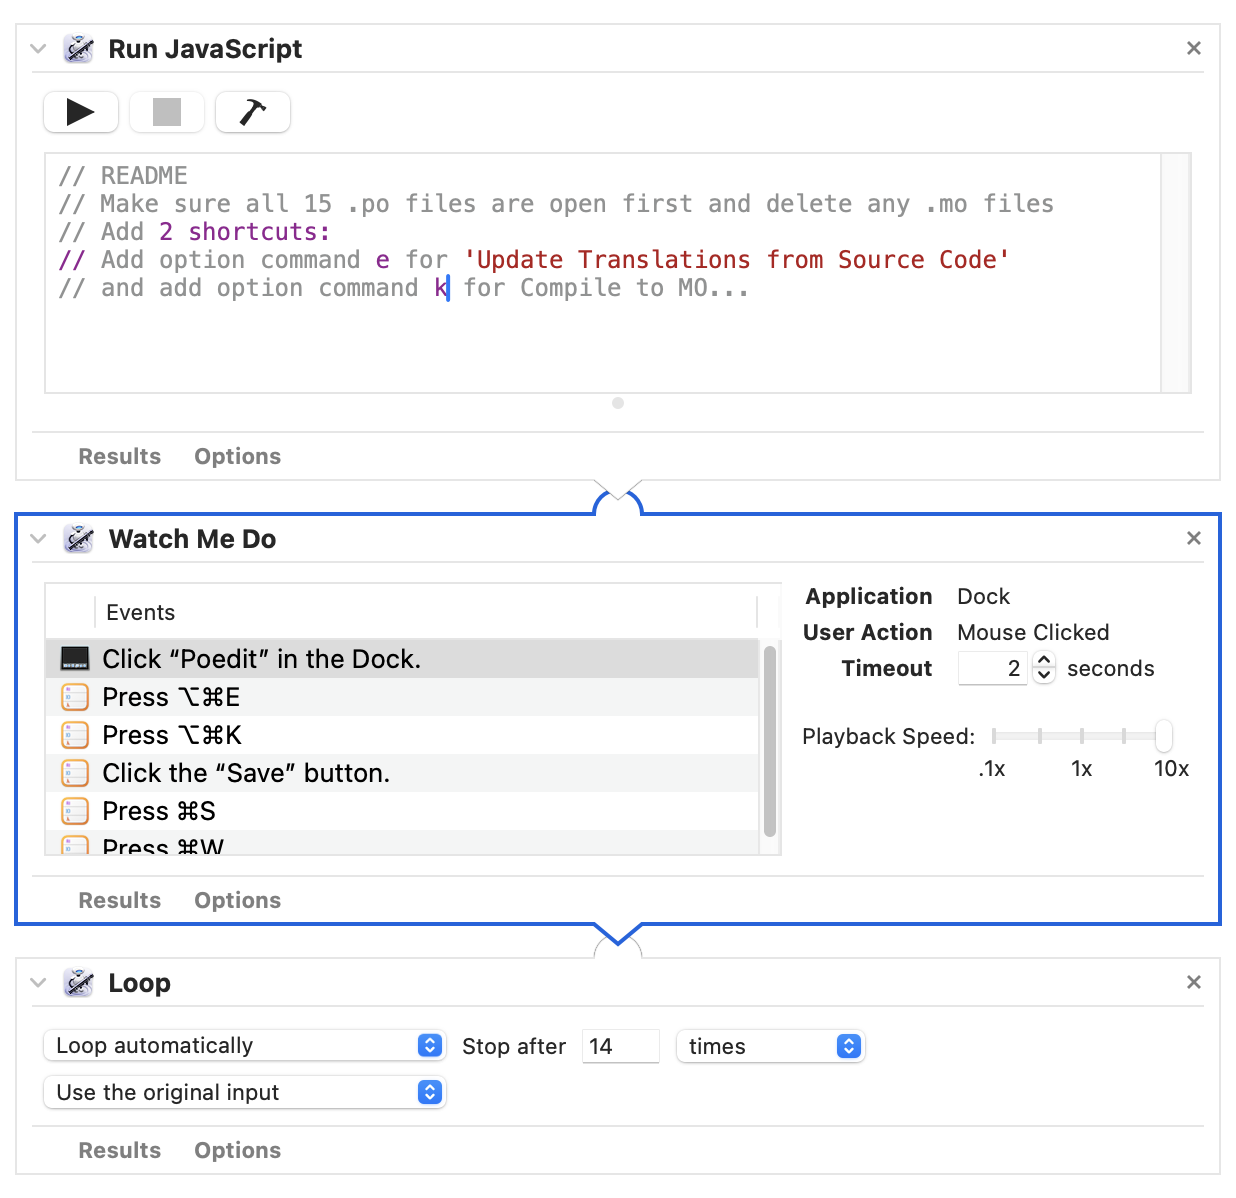 Run JavaScript
// README
// Make sure all 15 .po files are open first and delete any .mo files
// Add 2 shortcuts:
// Add option command e for 'Update Translations from Source Code'
// and add option command k for Compile to MO...
Results Options
Watch Me Do
Events
Click “Poedit” in the Dock.
Press ⌥⌘E
Press ⌥⌘K
Click the “Save” button.
Press ⌘S
Press ⌘W
Application Dock
User Action Mouse Clicked
Timeout 2 seconds
Playback Speed:
.1x 1x 10x
Results Options
Loop
Loop automatically Stop after 14 times
Use the original input
Results Options